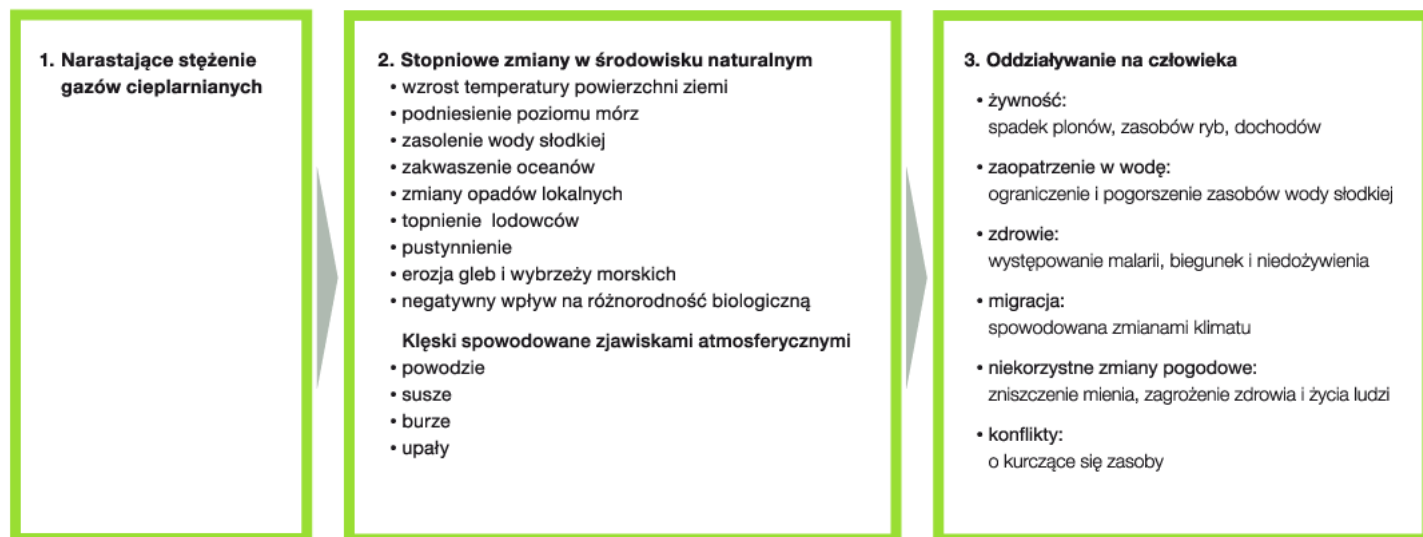 1. Narastające stężenie
gazów cieplarnianych
2. Stopniowe zmiany w środowisku naturalnym
• wzrost temperatury powierzchni ziemi
• podniesienie poziomu mórz
• zasolenie wody słodkiej
• zakwaszenie oceanów
• zmiany opadów lokalnych
• topnienie lodowców
• pustynnienie
• erozja gleb i wybrzeży morskich
• negatywny wpływ na różnorodność biologiczną
Klęski spowodowane zjawiskami atmosferycznymi
• powodzie
• susze
• burze
• upały
3. Oddziaływanie na człowieka
• żywność:
spadek plonów, zasobów ryb, dochodów
• zaopatrzenie w wodę:
ograniczenie i pogorszenie zasobów wody słodkiej
• zdrowie:
występowanie malarii, biegunek i niedożywienia
• migracja:
spowodowana zmianami klimatu
• niekorzystne zmiany pogodowe:
zniszczenie mienia, zagrożenie zdrowia i życia ludzi
• konflikty:
o kurczące się zasoby